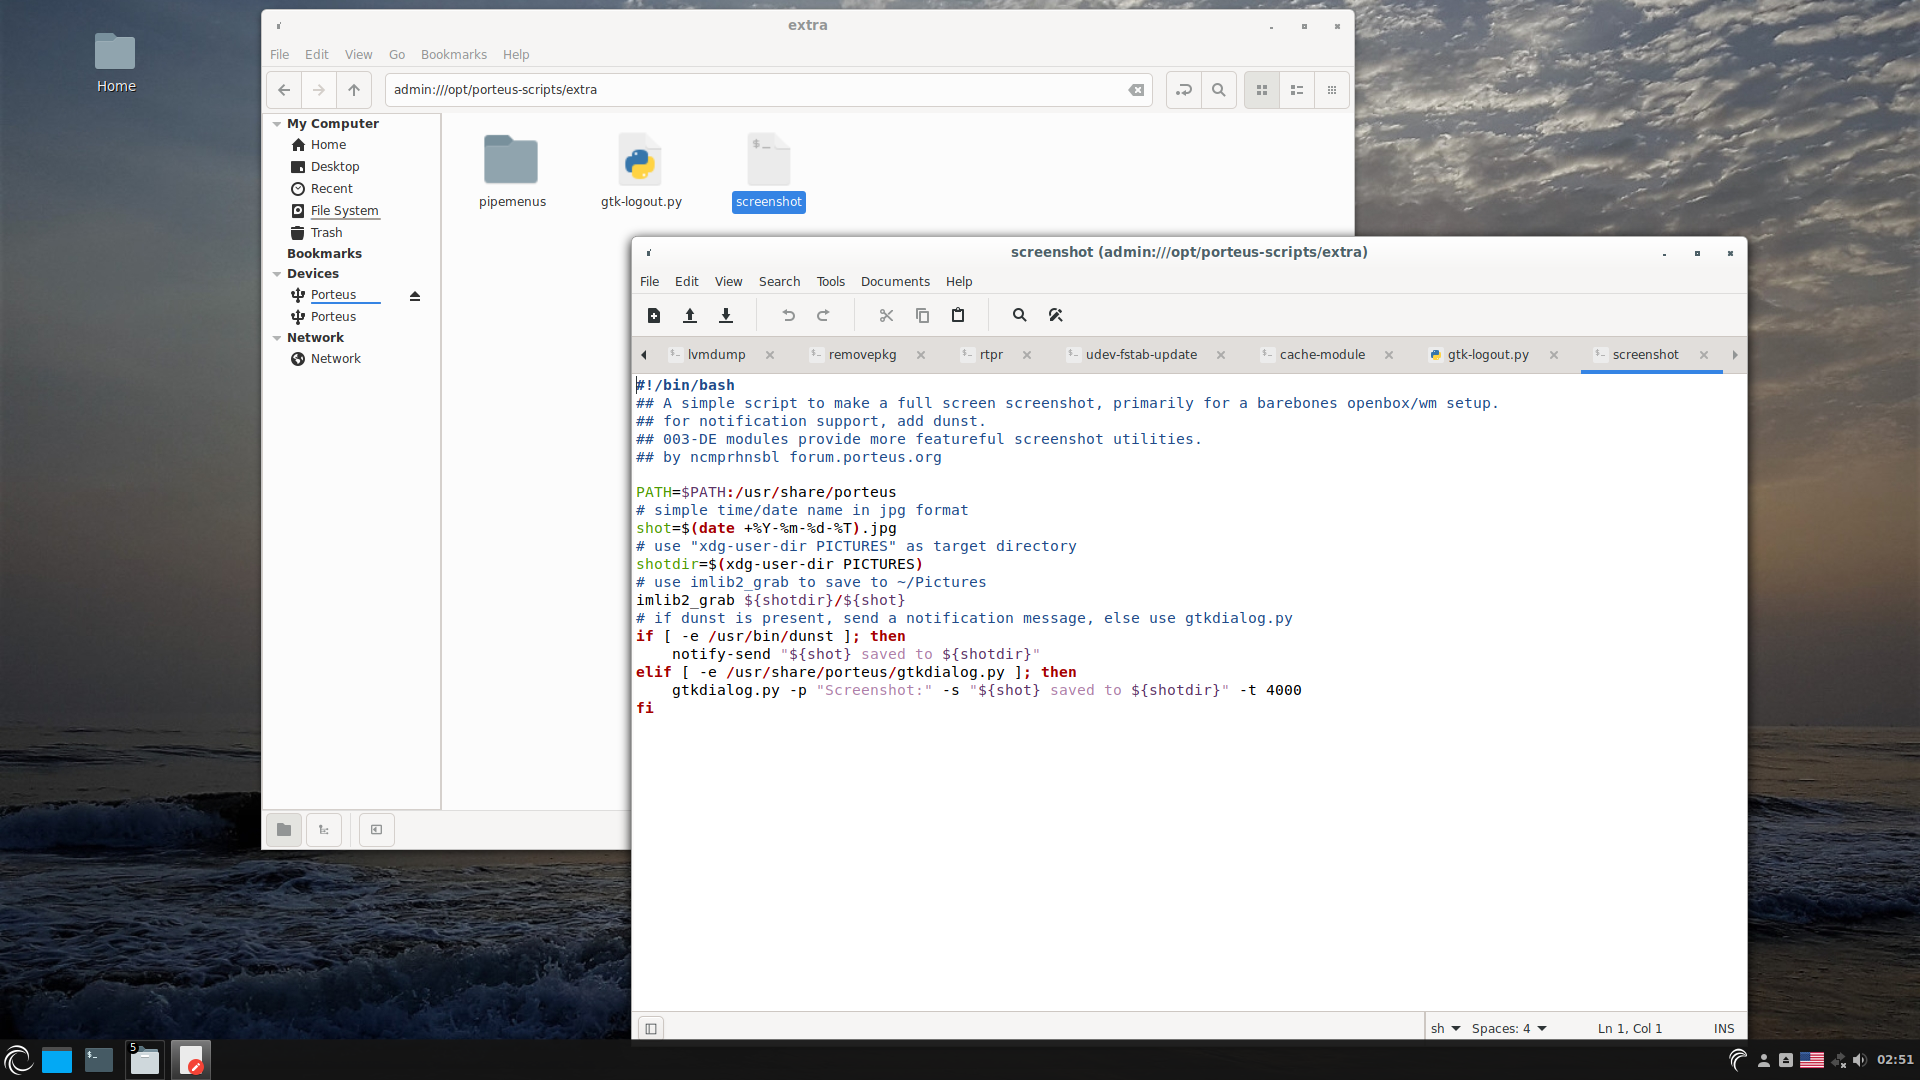 Home
extra
File Edit View Go Bookmarks Help
admin:///opt/porteus-scripts/extra
My Computer
Home
Desktop
Recent
File System
Trash
Bookmarks
Devices
Porteus
Porteus
Network
Network
pipemenus
gtk-logout.py
screenshot
screenshot (admin:///opt/porteus-scripts/extra)
File Edit View Search Tools Documents Help
lvmdump removepkg rtpr udev-fstab-update cache-module gtk-logout.py screenshot
#!/bin/bash
## A simple script to make a full screen screenshot, primarily for a barebones openbox/wm setup.
## for notification support, add dunst.
## 003-DE modules provide more featureful screenshot utilities.
## by ncmprhnsbl forum.porteus.org
PATH=$PATH:/usr/share/porteus
# simple time/date name in jpg format
shot=$(date +%Y-%m-%d-%T).jpg
# use "xdg-user-dir PICTURES" as target directory
shotdir=$(xdg-user-dir PICTURES)
# use imlib2_grab to save to ~/Pictures
imlib2_grab ${shotdir}/${shot}
# if dunst is present, send a notification message, else use gtkdialog.py
if [ -e /usr/bin/dunst ]; then
    notify-send "${shot} saved to ${shotdir}"
elif [ -e /usr/share/porteus/gtkdialog.py ]; then
    gtkdialog.py -p "Screenshot:" -s "${shot} saved to ${shotdir}" -t 4000
fi
sh Spaces: 4 Ln 1, Col 1 INS
5
02:51